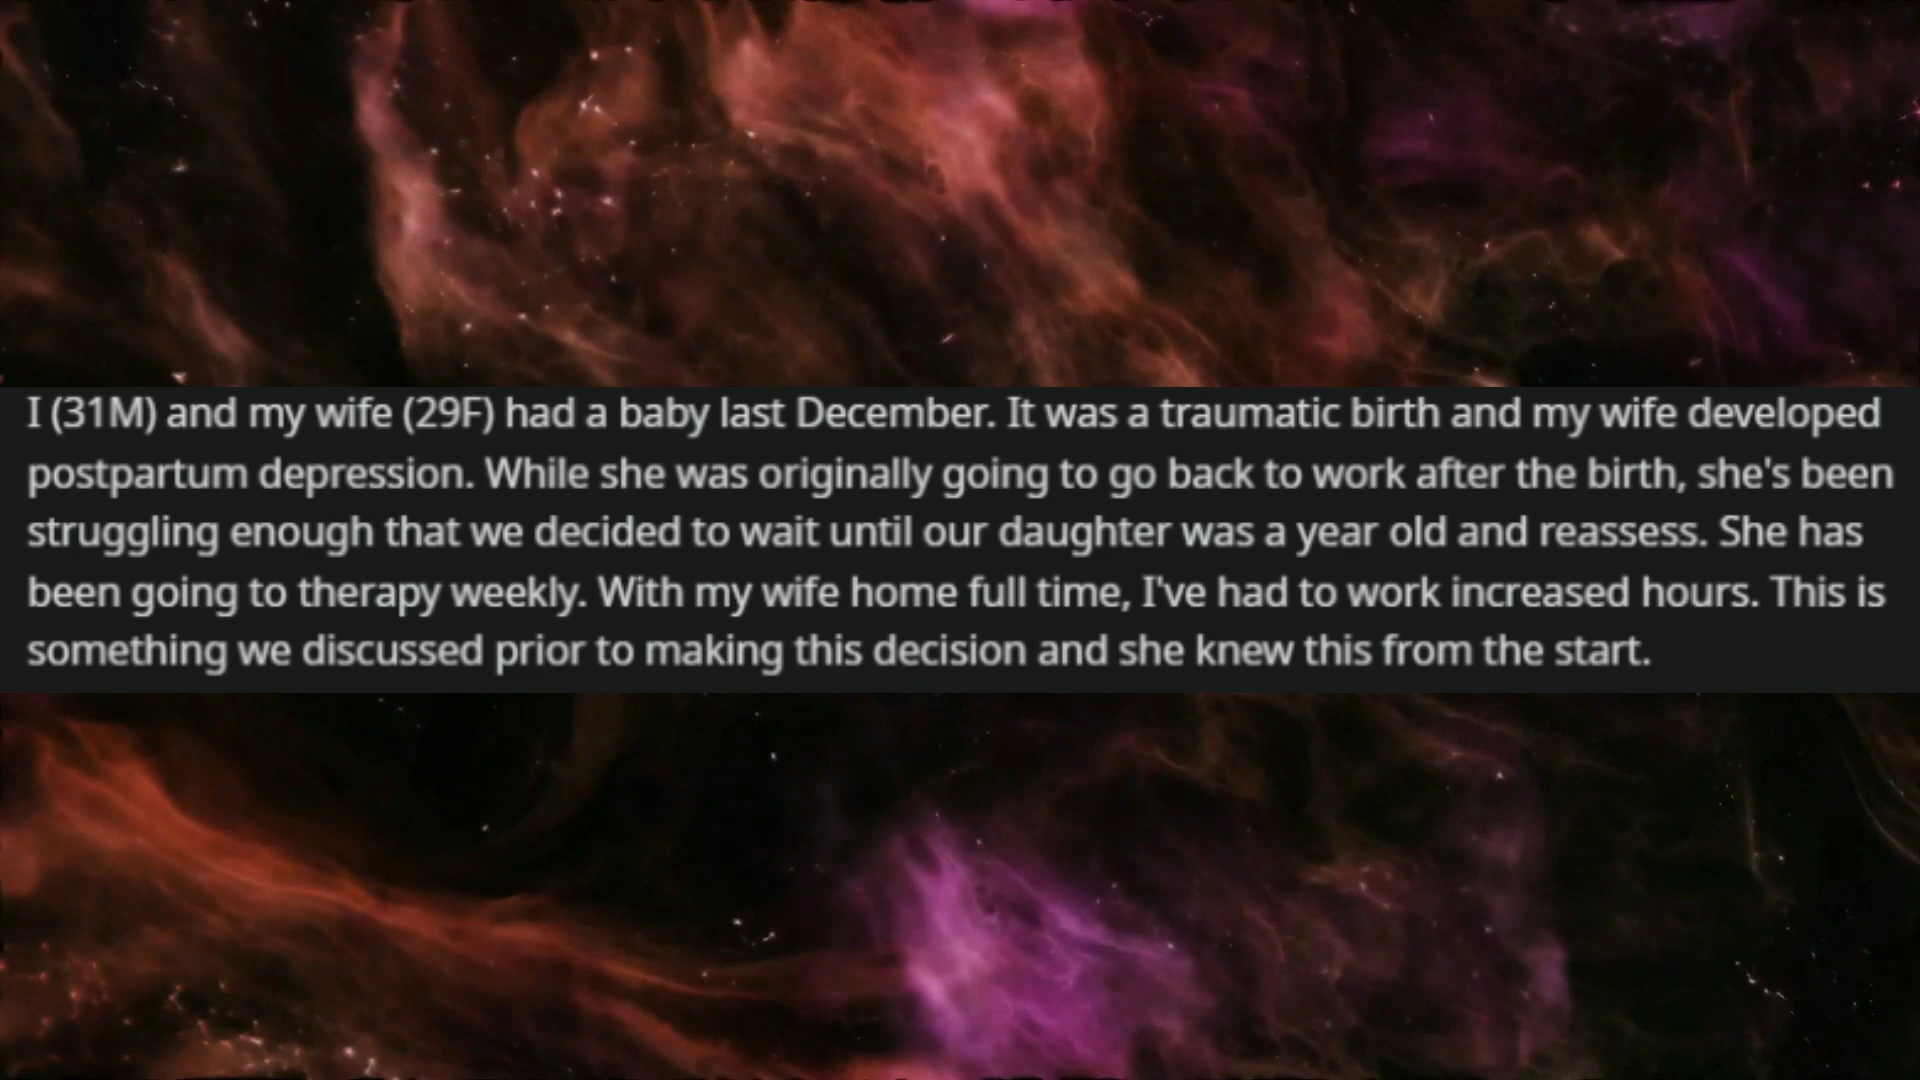 I (31M) and my wife (29F) had a baby last December. It was a traumatic birth and my wife developed
postpartum depression. While she was originally going to go back to work after the birth, she's been
struggling enough that we decided to wait until our daughter was a year old and reassess. She has
been going to therapy weekly. With my wife home full time, I've had to work increased hours. This is
something we discussed prior to making this decision and she knew this from the start.